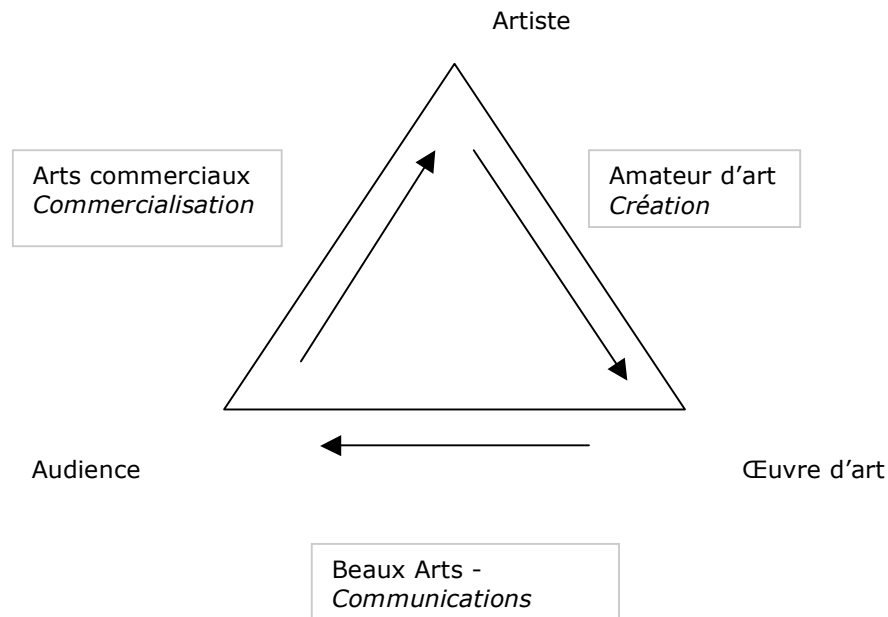 Artiste
Arts commerciaux
Commercialisation
Amateur d'art
Création
Audience
Œuvre d'art
Beaux Arts -
Communications